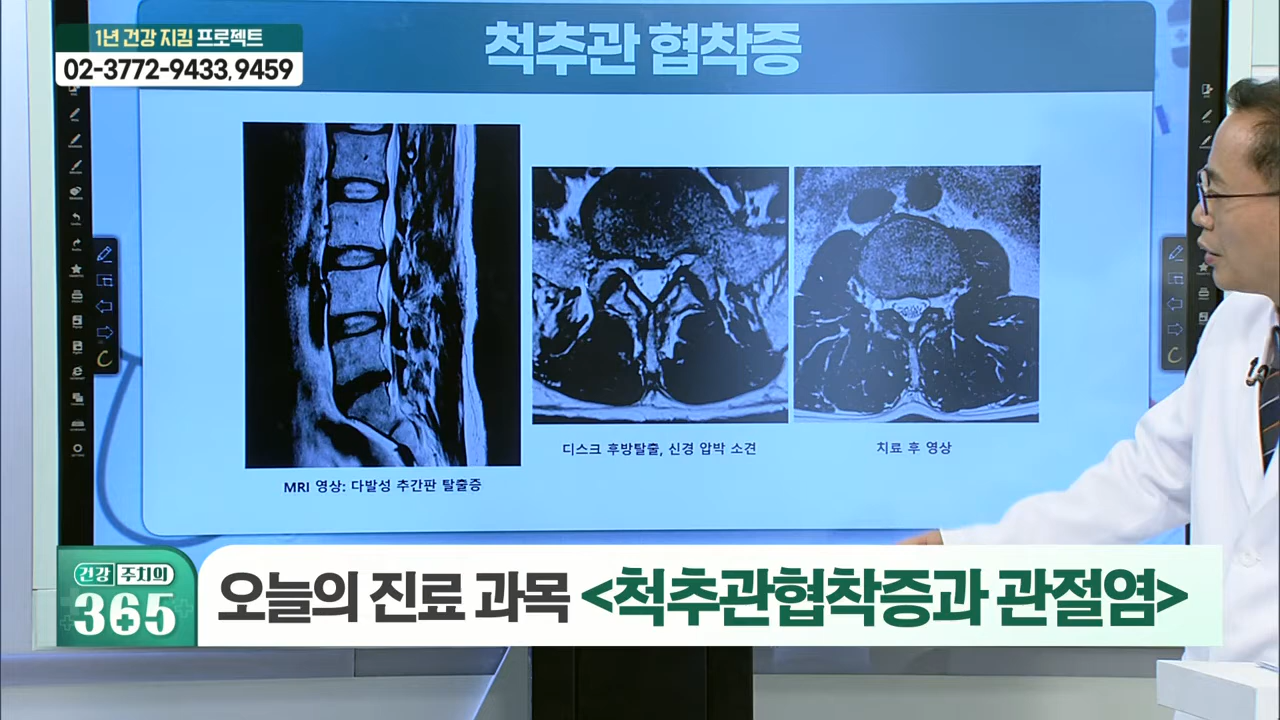 1년 건강 지킴 프로젝트
02-3772-9433, 9459
척추관 협착증
디스크 후방탈출, 신경 압박 소견
치료 후 영상
MRI 영상: 다발성 추간판 탈출증
건강 주치의
365
오늘의 진료 과목 <척추관협착증과 관절염>